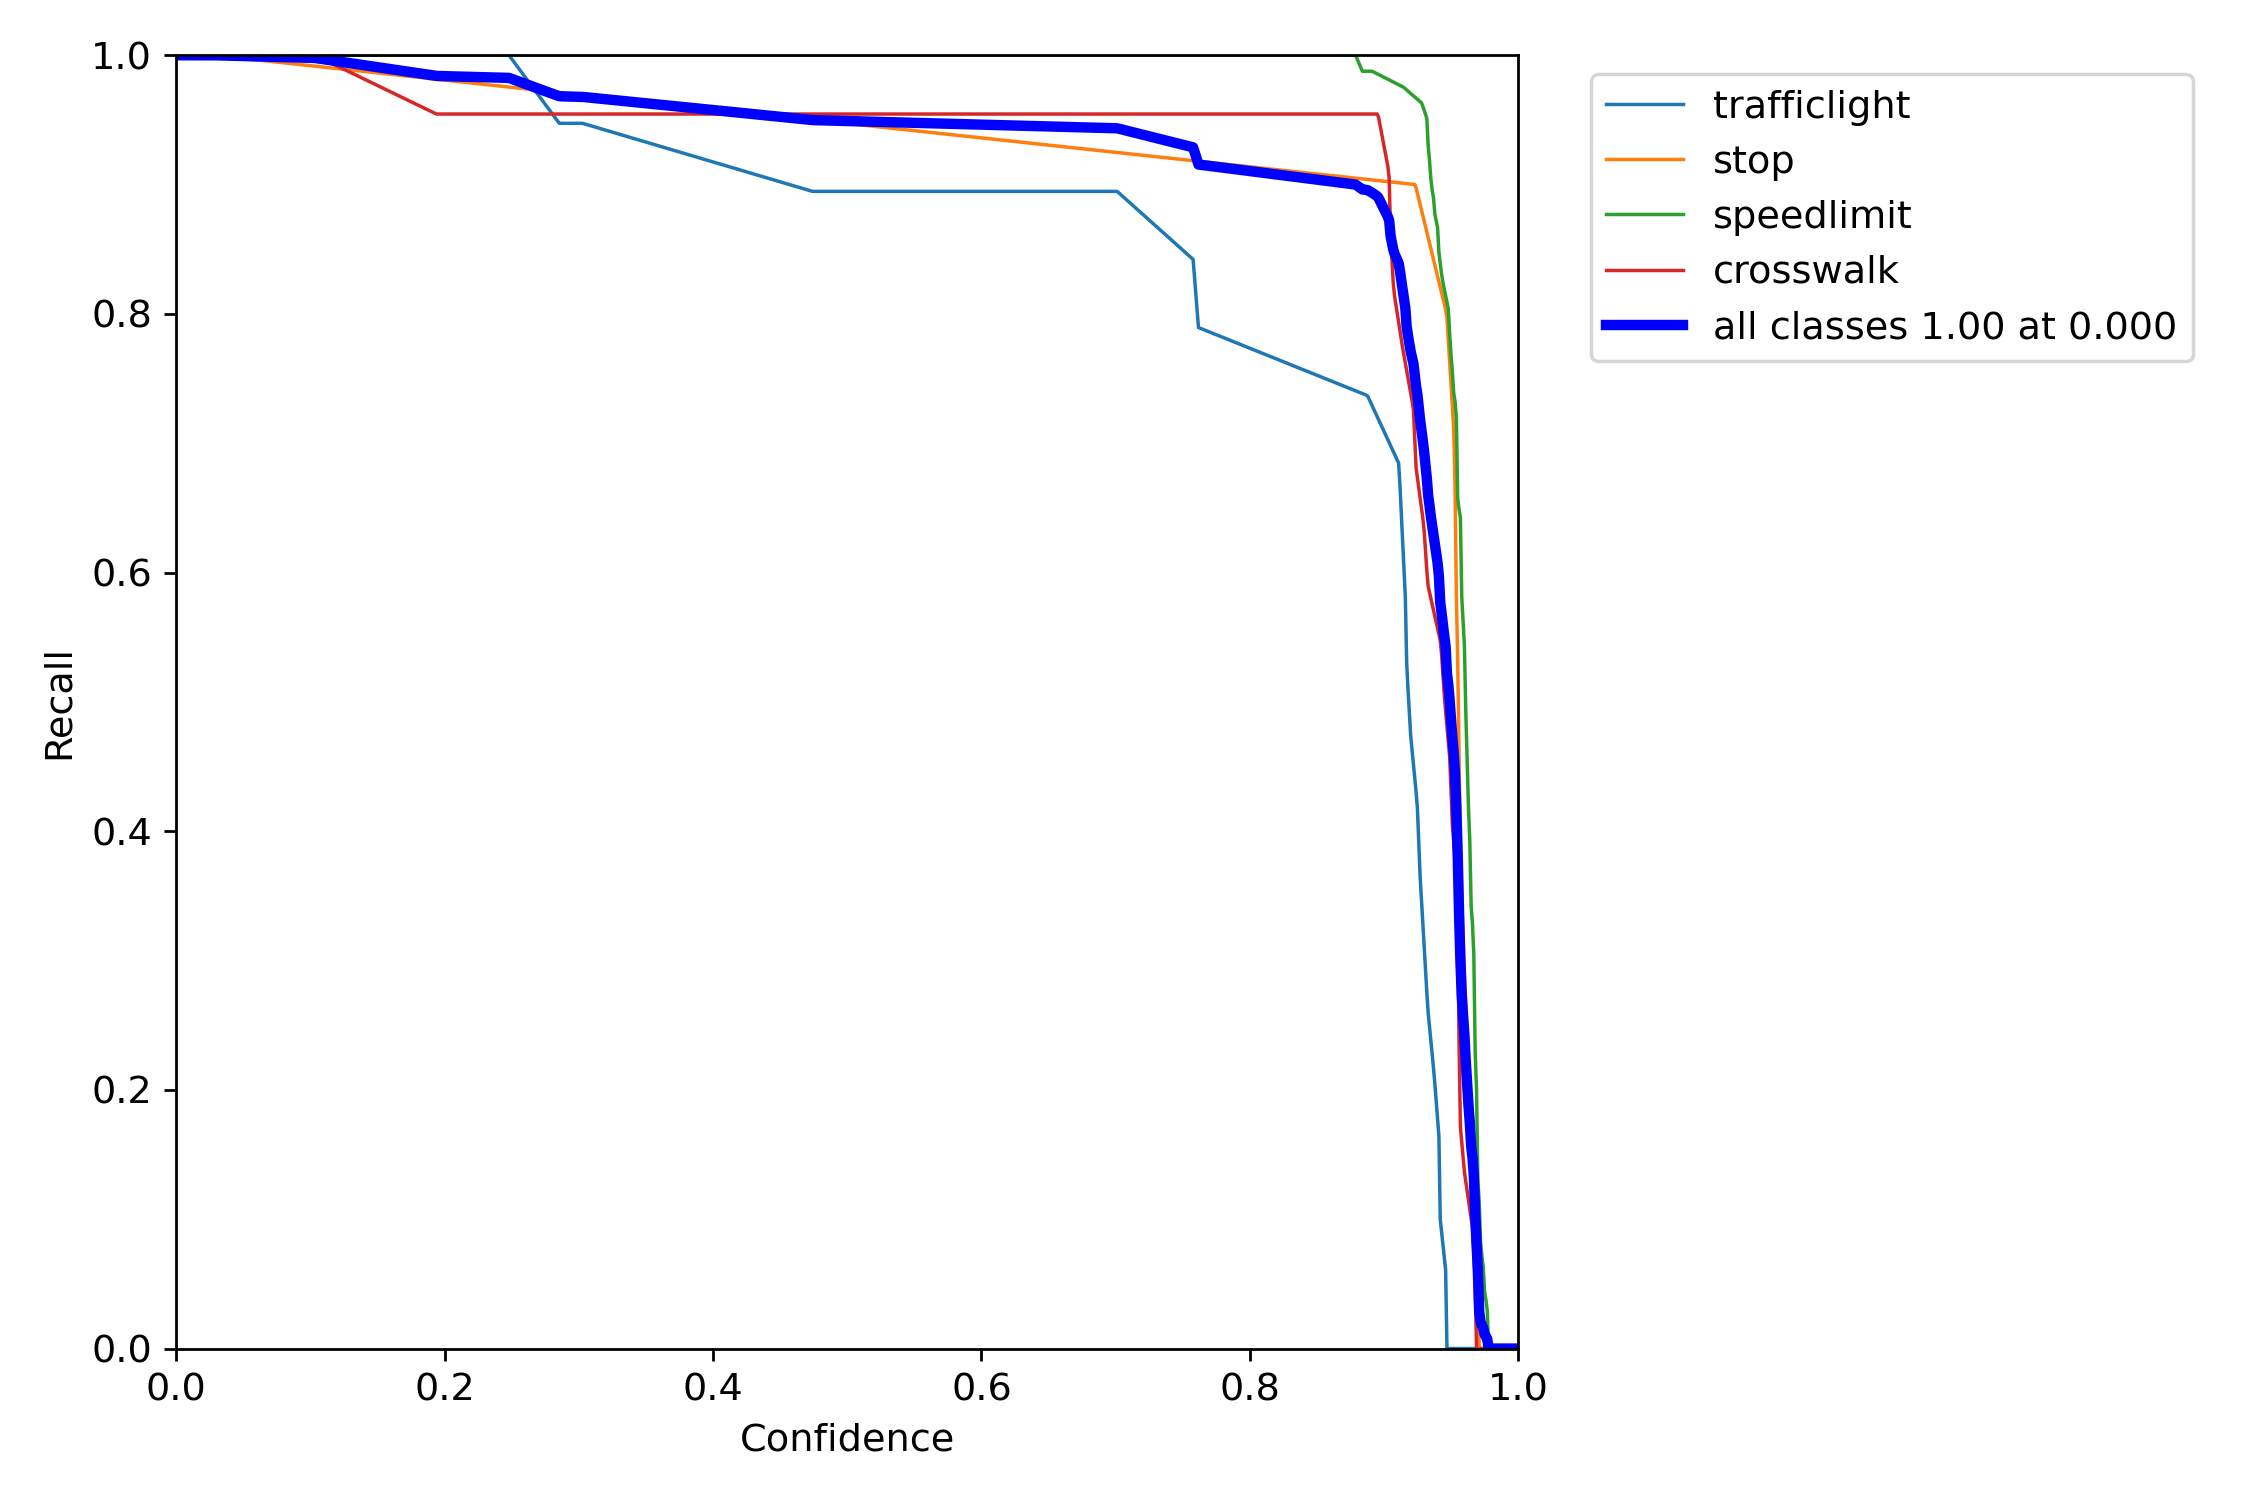 1.0
0.8
0.6
0.4
0.2
0.0
Recall
0.0 0.2 0.4 0.6 0.8 1.0
Confidence
trafficlight
stop
speedlimit
crosswalk
all classes 1.00 at 0.000